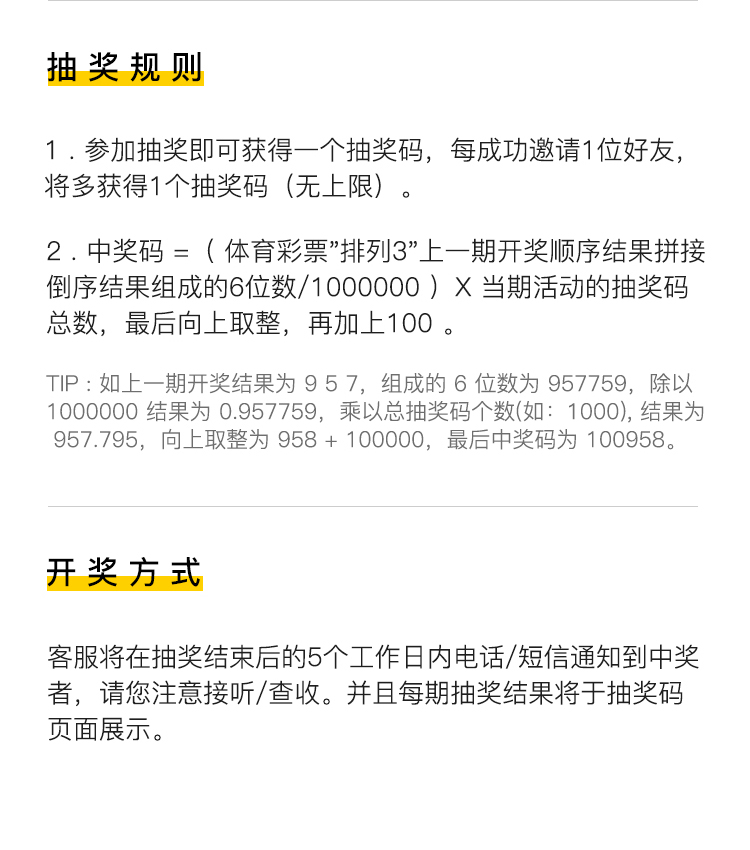 抽奖规则
1 . 参加抽奖即可获得一个抽奖码，每成功邀请1位好友，
将多获得1个抽奖码（无上限）。
2 . 中奖码 =（ 体育彩票”排列3”上一期开奖顺序结果拼接
倒序结果组成的6位数/1000000 ）X 当期活动的抽奖码
总数，最后向上取整，再加上100 。
TIP : 如上一期开奖结果为 9 5 7，组成的 6 位数为 957759，除以
1000000 结果为 0.957759，乘以总抽奖码个数(如：1000), 结果为
957.795，向上取整为 958 + 100000，最后中奖码为 100958。
开奖方式
客服将在抽奖结束后的5个工作日内电话/短信通知到中奖
者，请您注意接听/查收。并且每期抽奖结果将于抽奖码
页面展示。